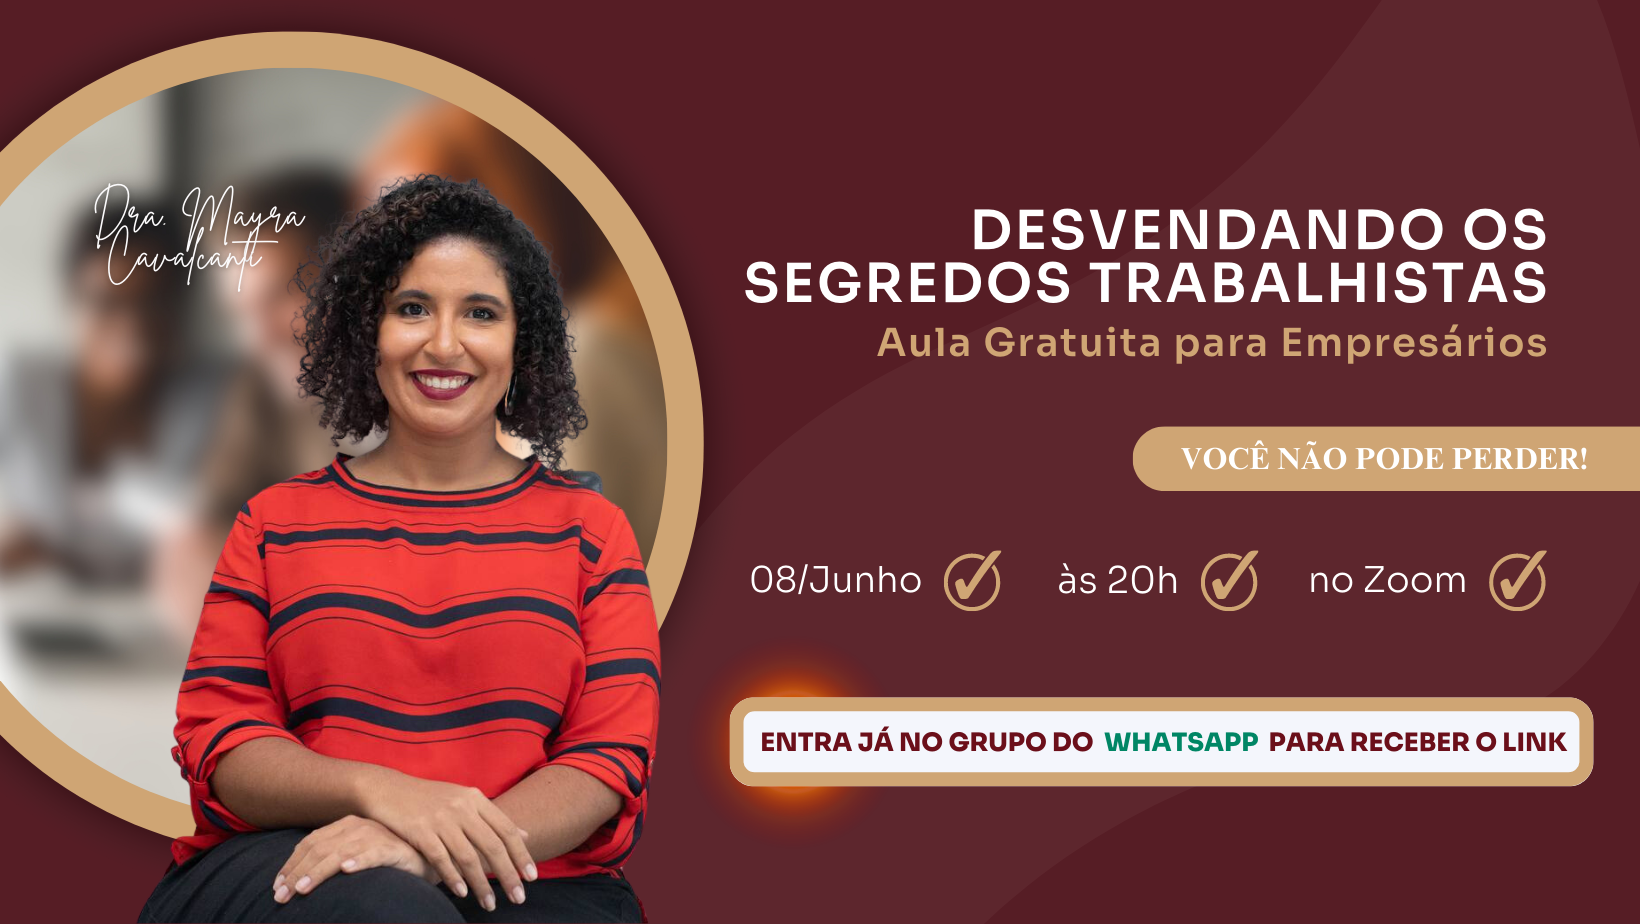 Dra. Mayra
Cavalcanti
DESVENDANDO OS
SEGREDOS TRABALHISTAS
Aula Gratuita para Empresários
VOCÊ NÃO PODE PERDER!
08/Junho às 20h no Zoom
ENTRA JÁ NO GRUPO DO WHATSAPP PARA RECEBER O LINK